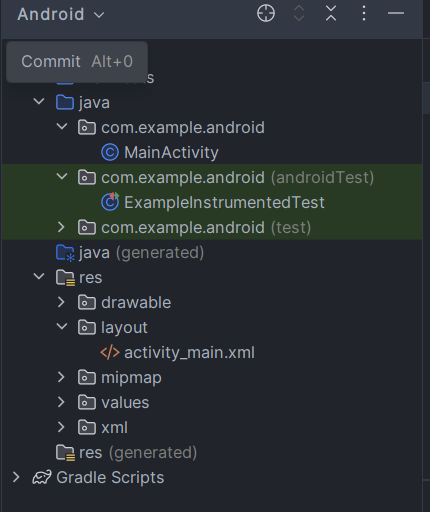 Android
Commit Alt+0
s
java
com.example.android
MainActivity
com.example.android (androidTest)
ExampleInstrumentedTest
com.example.android (test)
java (generated)
res
drawable
layout
activity_main.xml
mipmap
values
xml
res (generated)
Gradle Scripts